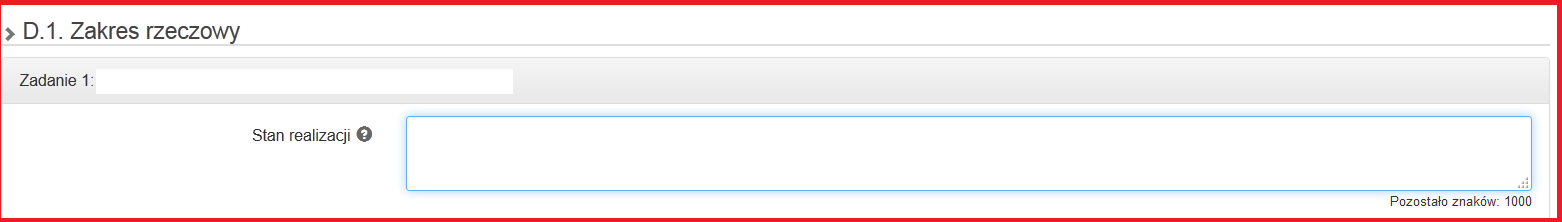 D.1. Zakres rzeczowy
Zadanie 1:
Stan realizacji
Pozostało znaków: 1000